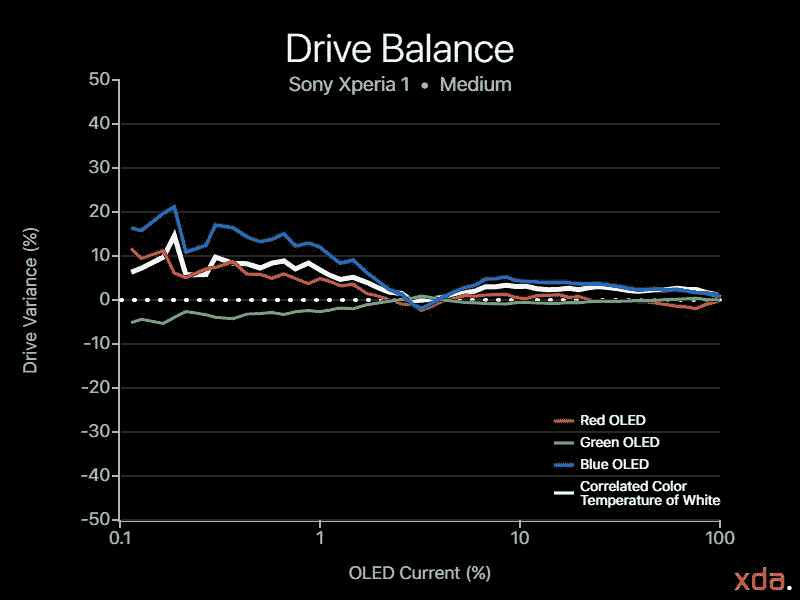 Drive Balance
Sony Xperia 1 • Medium
50
40
30
20
10
0
-10
-20
-30
-40
-50
Drive Variance (%)
Red OLED
Green OLED
Blue OLED
Correlated Color
Temperature of White
0.1 1 10 100
OLED Current (%)
xda.